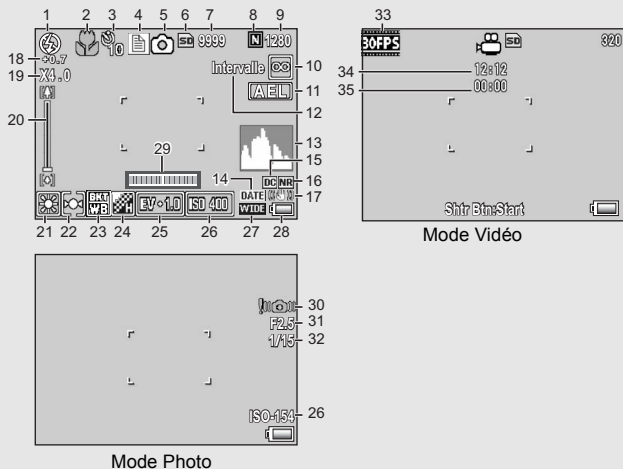 1 2 3 4 5 6 7 8 9
10 SD 9999 N 1280
18 +0.7
19 X4.0
Intervalle 10
AEL 11
12
20
29
13
15
14 DC NR 16
DATE 17
BKT WB H EV+1.0 ISO 400 WIDE
21 22 23 24 25 26 27 28
33
30FPS SD 320
34 12:12
35 00:00
Shtr Btn:Start
Mode Vidéo
30
F2.5 31
1/15 32
ISO-154 26
Mode Photo